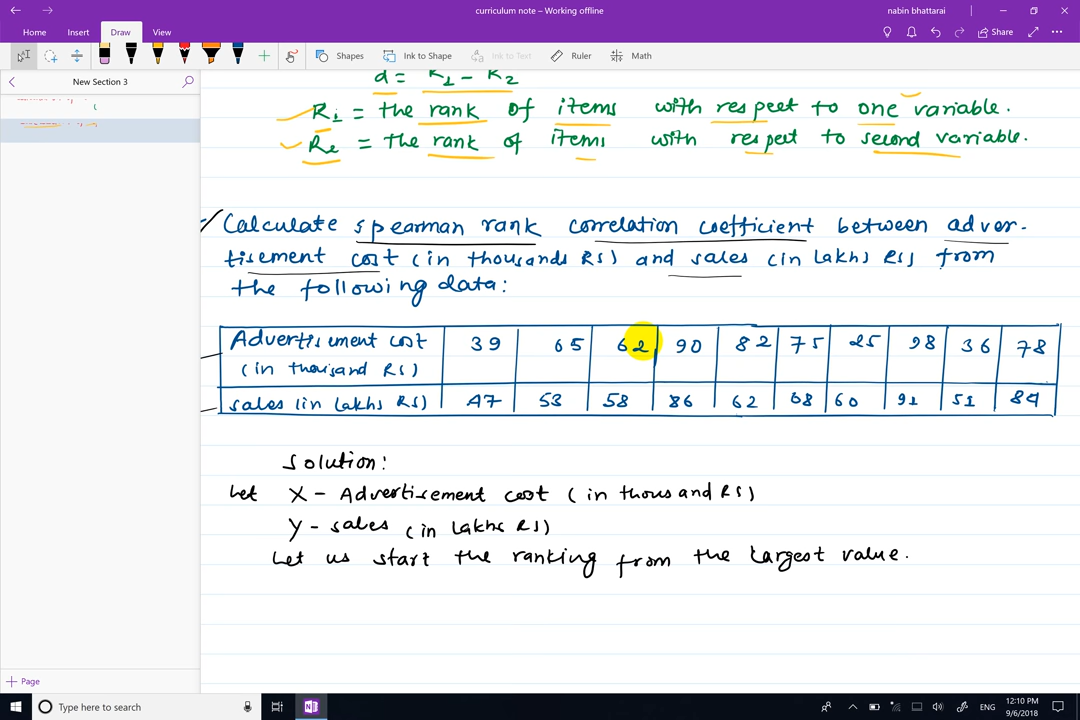 curriculum note – Working offline
nabin bhattarai
Home Insert Draw View
Share
Shapes Ink to Shape Ink to Text Ruler Math
New Section 3
d = R1 - R2
R1 = the rank of items with respect to one variable.
R2 = the rank of items with respect to second variable.
Calculate spearman rank correlation coefficient between adver-
tisement cost (in thousands RS) and sales (in Lakhs RS) from
the following data:
Advertisement cost (in thousand RS) 39 65 62 90 82 75 25 98 36 78
sales (in Lakhs RS) 47 53 58 86 62 68 60 91 51 84
Solution:
Let X - Advertisement cost (in thousand RS)
Y - sales (in Lakhs RS)
Let us start the ranking from the largest value.
Page
Type here to search
ENG
12:10 PM
9/6/2018